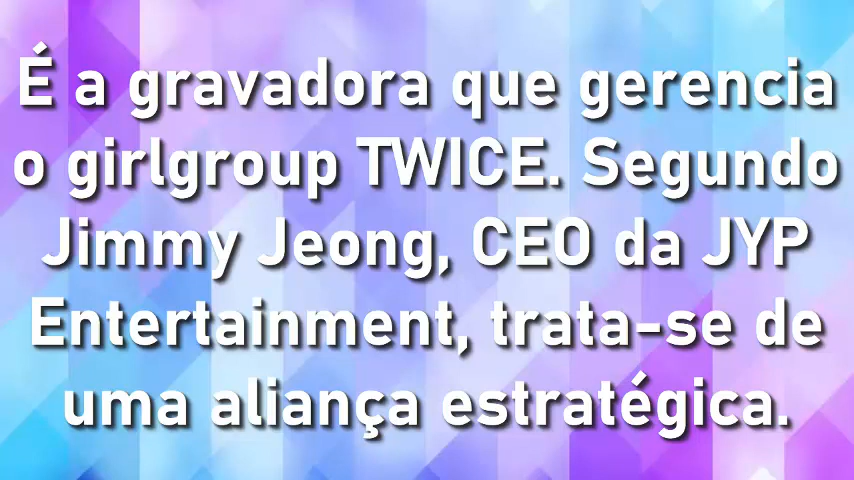 É a gravadora que gerencia
o girlgroup TWICE. Segundo
Jimmy Jeong, CEO da JYP
Entertainment, trata-se de
uma aliança estratégica.